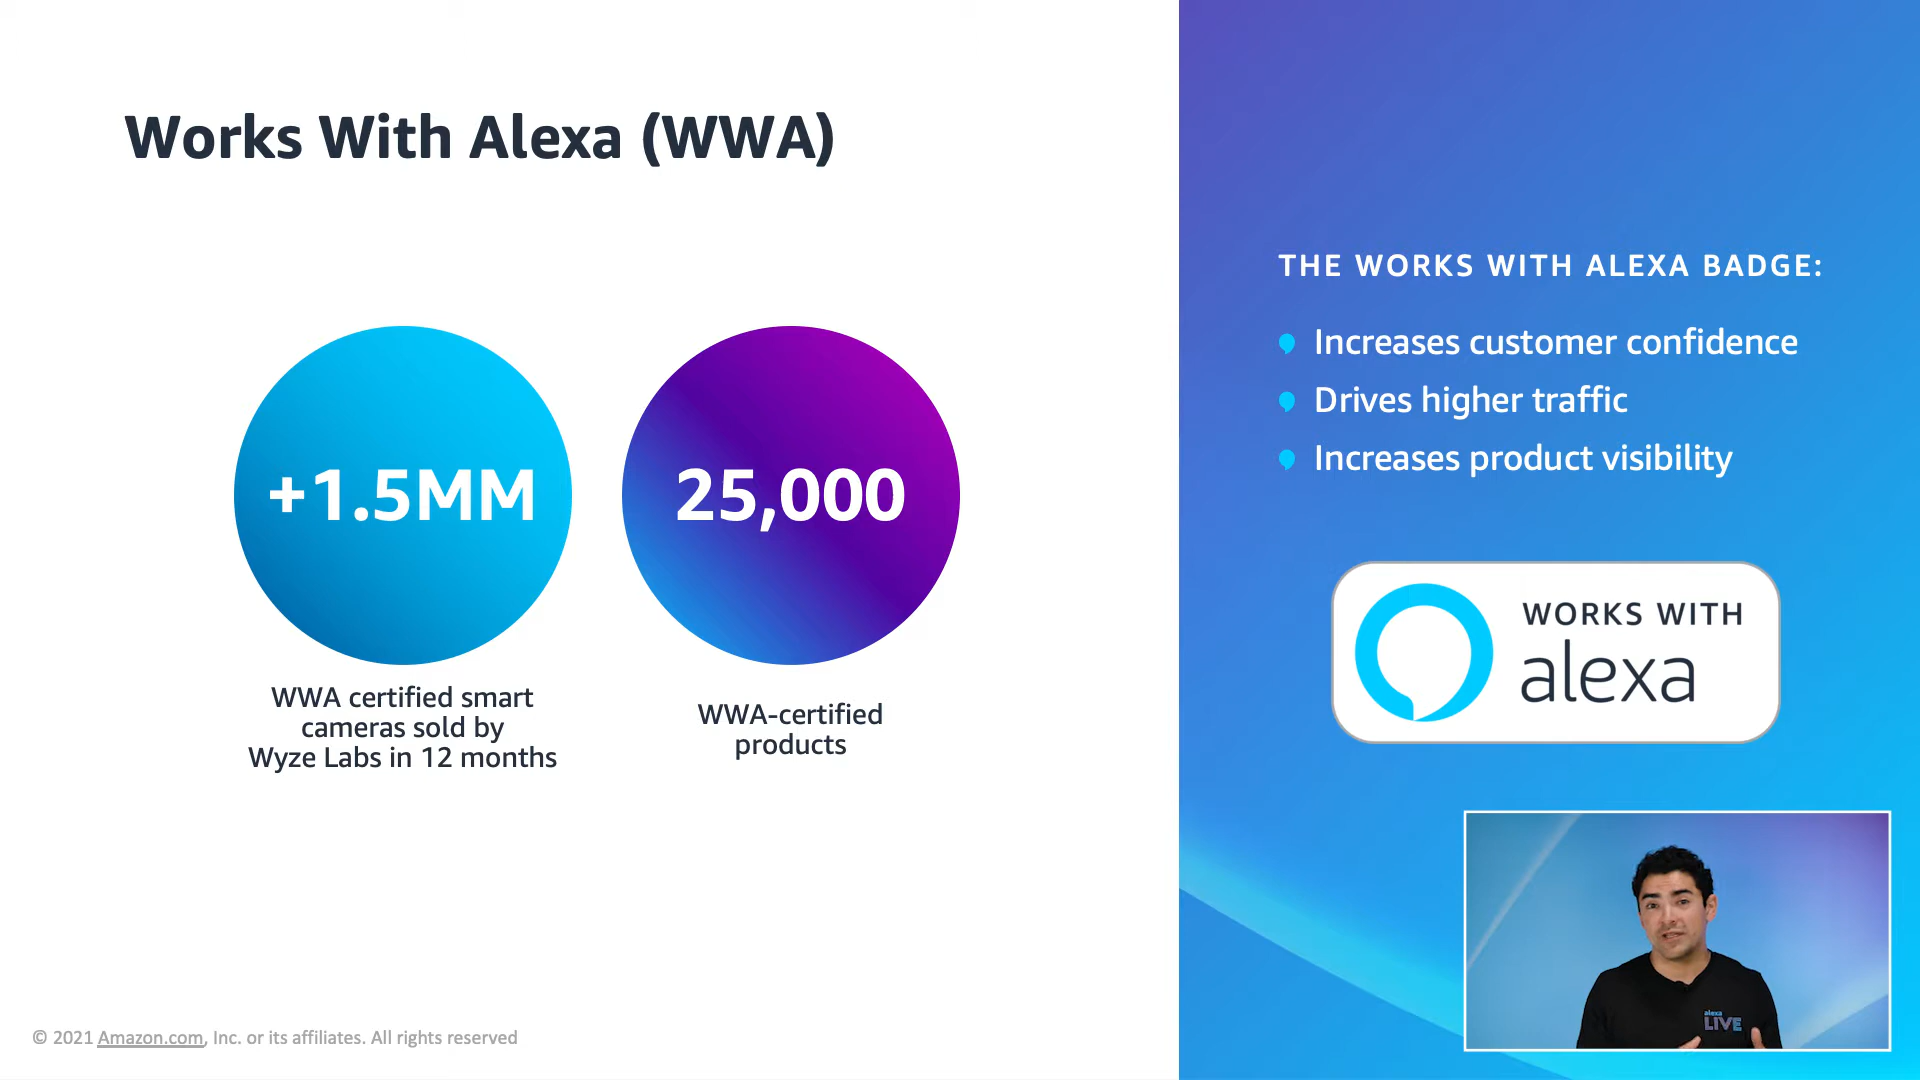 Works With Alexa (WWA)
+1.5MM
WWA certified smart
cameras sold by
Wyze Labs in 12 months
25,000
WWA-certified
products
THE WORKS WITH ALEXA BADGE:
Increases customer confidence
Drives higher traffic
Increases product visibility
WORKS WITH
alexa
alexa
LIVE
© 2021 Amazon.com, Inc. or its affiliates. All rights reserved